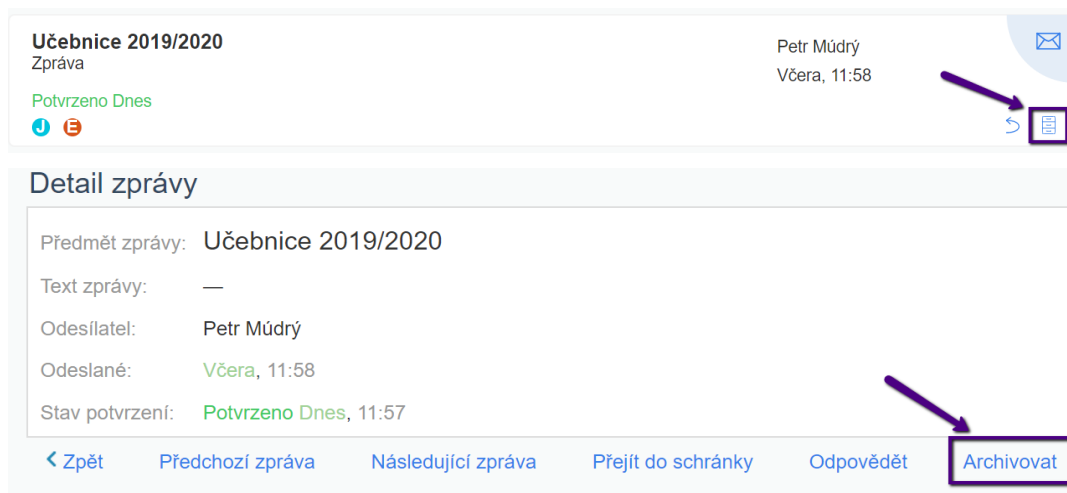 Učebnice 2019/2020
Zpráva
Petr Múdrý
Včera, 11:58
Potvrzeno Dnes
J E
Detail zprávy
Předmět zprávy: Učebnice 2019/2020
Text zprávy: —
Odesílatel: Petr Múdrý
Odeslané: Včera, 11:58
Stav potvrzení: Potvrzeno Dnes, 11:57
Zpět Předchozí zpráva Následující zpráva Přejít do schránky Odpovědět Archivovat